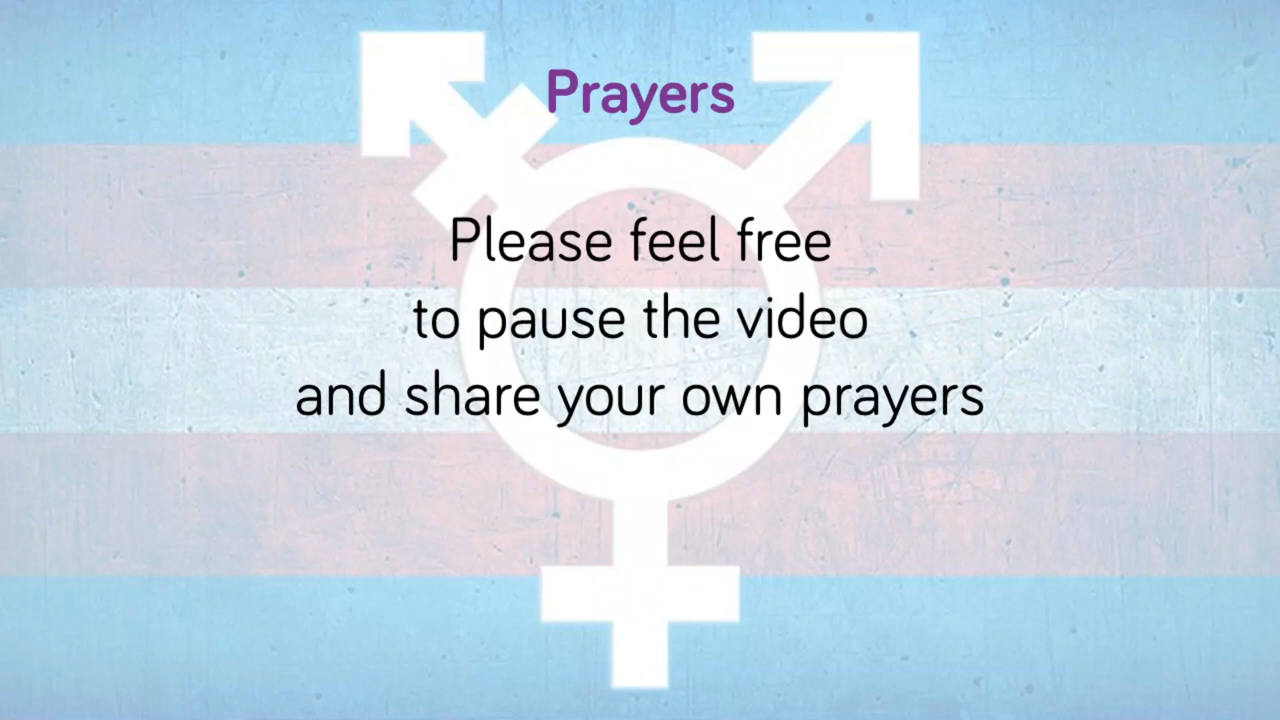 Prayers
Please feel free
to pause the video
and share your own prayers